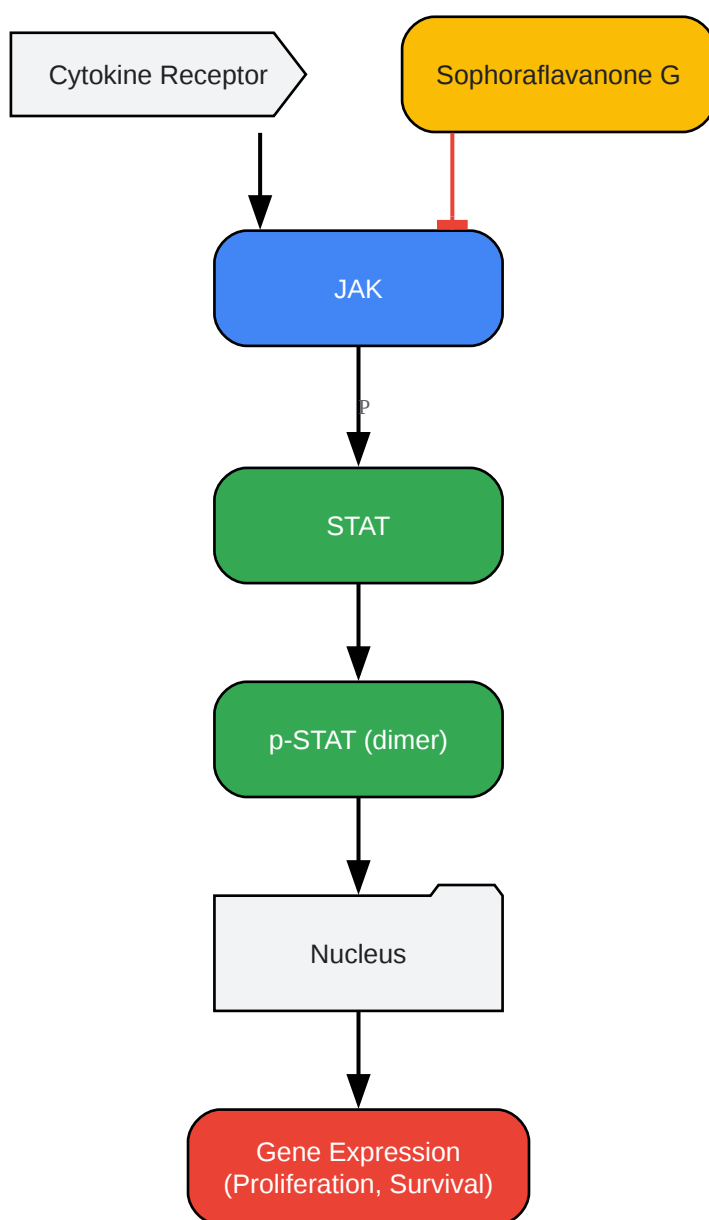 Cytokine Receptor
Sophoraflavanone G
JAK
P
STAT
p-STAT (dimer)
Nucleus
Gene Expression
(Proliferation, Survival)